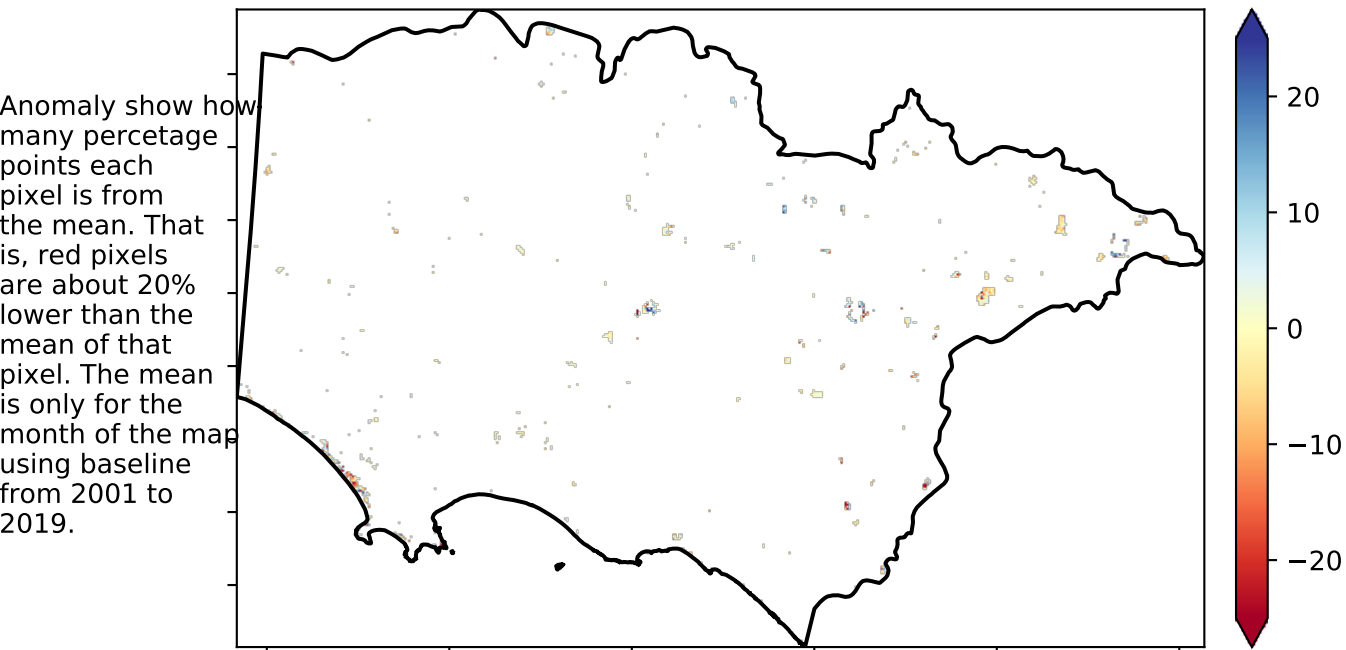 Anomaly show how
many percetage
points each
pixel is from
the mean. That
is, red pixels
are about 20%
lower than the
mean of that
pixel. The mean
is only for the
month of the map
using baseline
from 2001 to
2019.
20
10
0
−10
−20